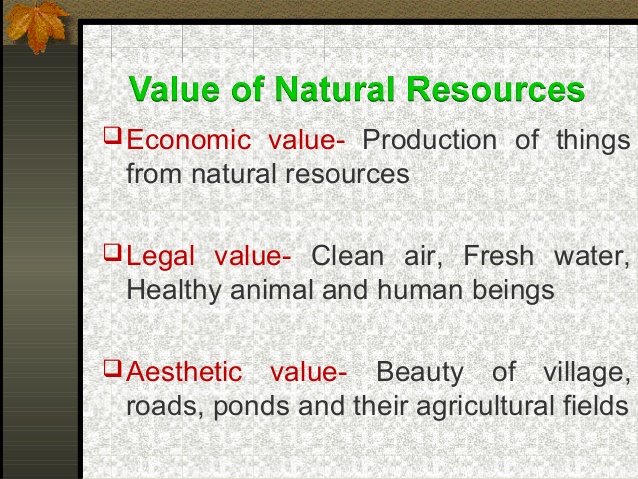 Value of Natural Resources
Economic value- Production of things
from natural resources
Legal value- Clean air, Fresh water,
Healthy animal and human beings
Aesthetic value- Beauty of village,
roads, ponds and their agricultural fields